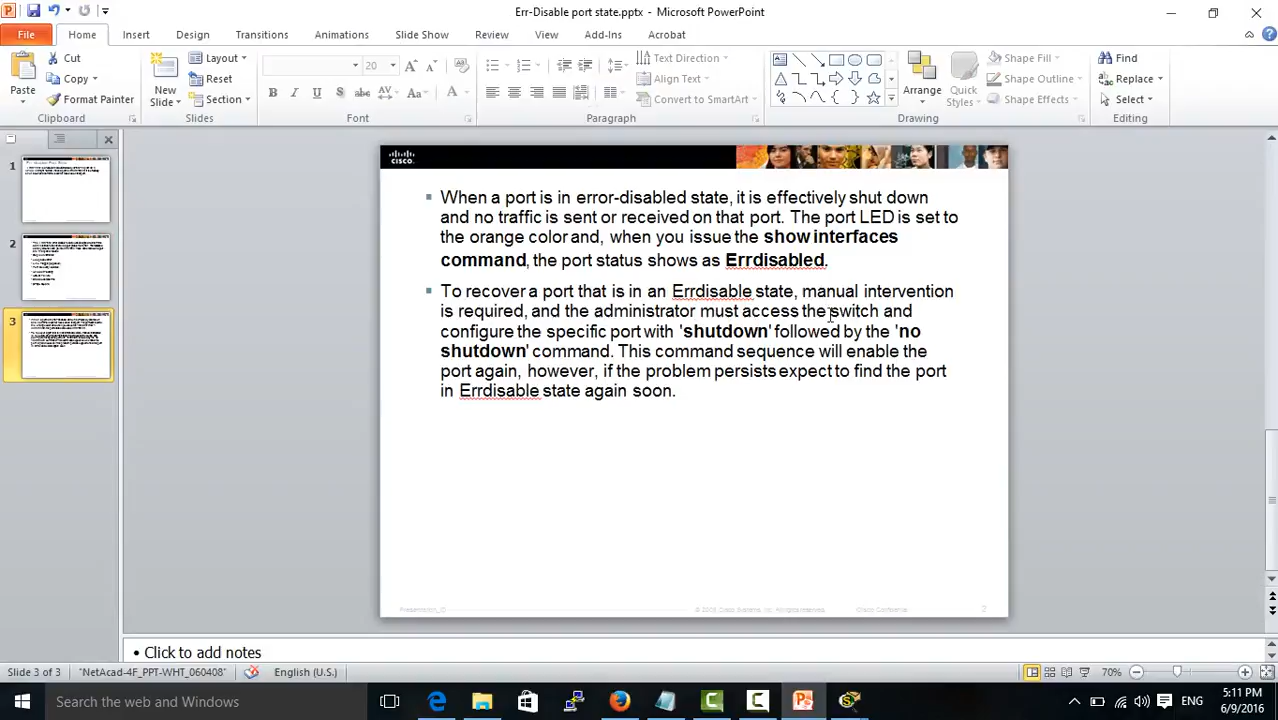 Err-Disable port state.pptx - Microsoft PowerPoint
File Home Insert Design Transitions Animations Slide Show Review View Add-Ins Acrobat
Paste
Cut
Copy
Format Painter
Clipboard
New Slide
Layout
Reset
Section
Slides
20
B I U S abc AV Aa A
Font
Text Direction
Align Text
Convert to SmartArt
Paragraph
Arrange
Quick Styles
Shape Fill
Shape Outline
Shape Effects
Drawing
Find
Replace
Select
Editing
1
2
3
CISCO
When a port is in error-disabled state, it is effectively shut down
and no traffic is sent or received on that port. The port LED is set to
the orange color and, when you issue the show interfaces
command, the port status shows as Errdisabled.
To recover a port that is in an Errdisable state, manual intervention
is required, and the administrator must access the switch and
configure the specific port with 'shutdown' followed by the 'no
shutdown' command. This command sequence will enable the
port again, however, if the problem persists expect to find the port
in Errdisable state again soon.
Presentation_ID
Cisco Confidential
2
Click to add notes
Slide 3 of 3 "NetAcad-4F_PPT-WHT_060408" English (U.S.) 70%
Search the web and Windows
ENG
5:11 PM
6/9/2016